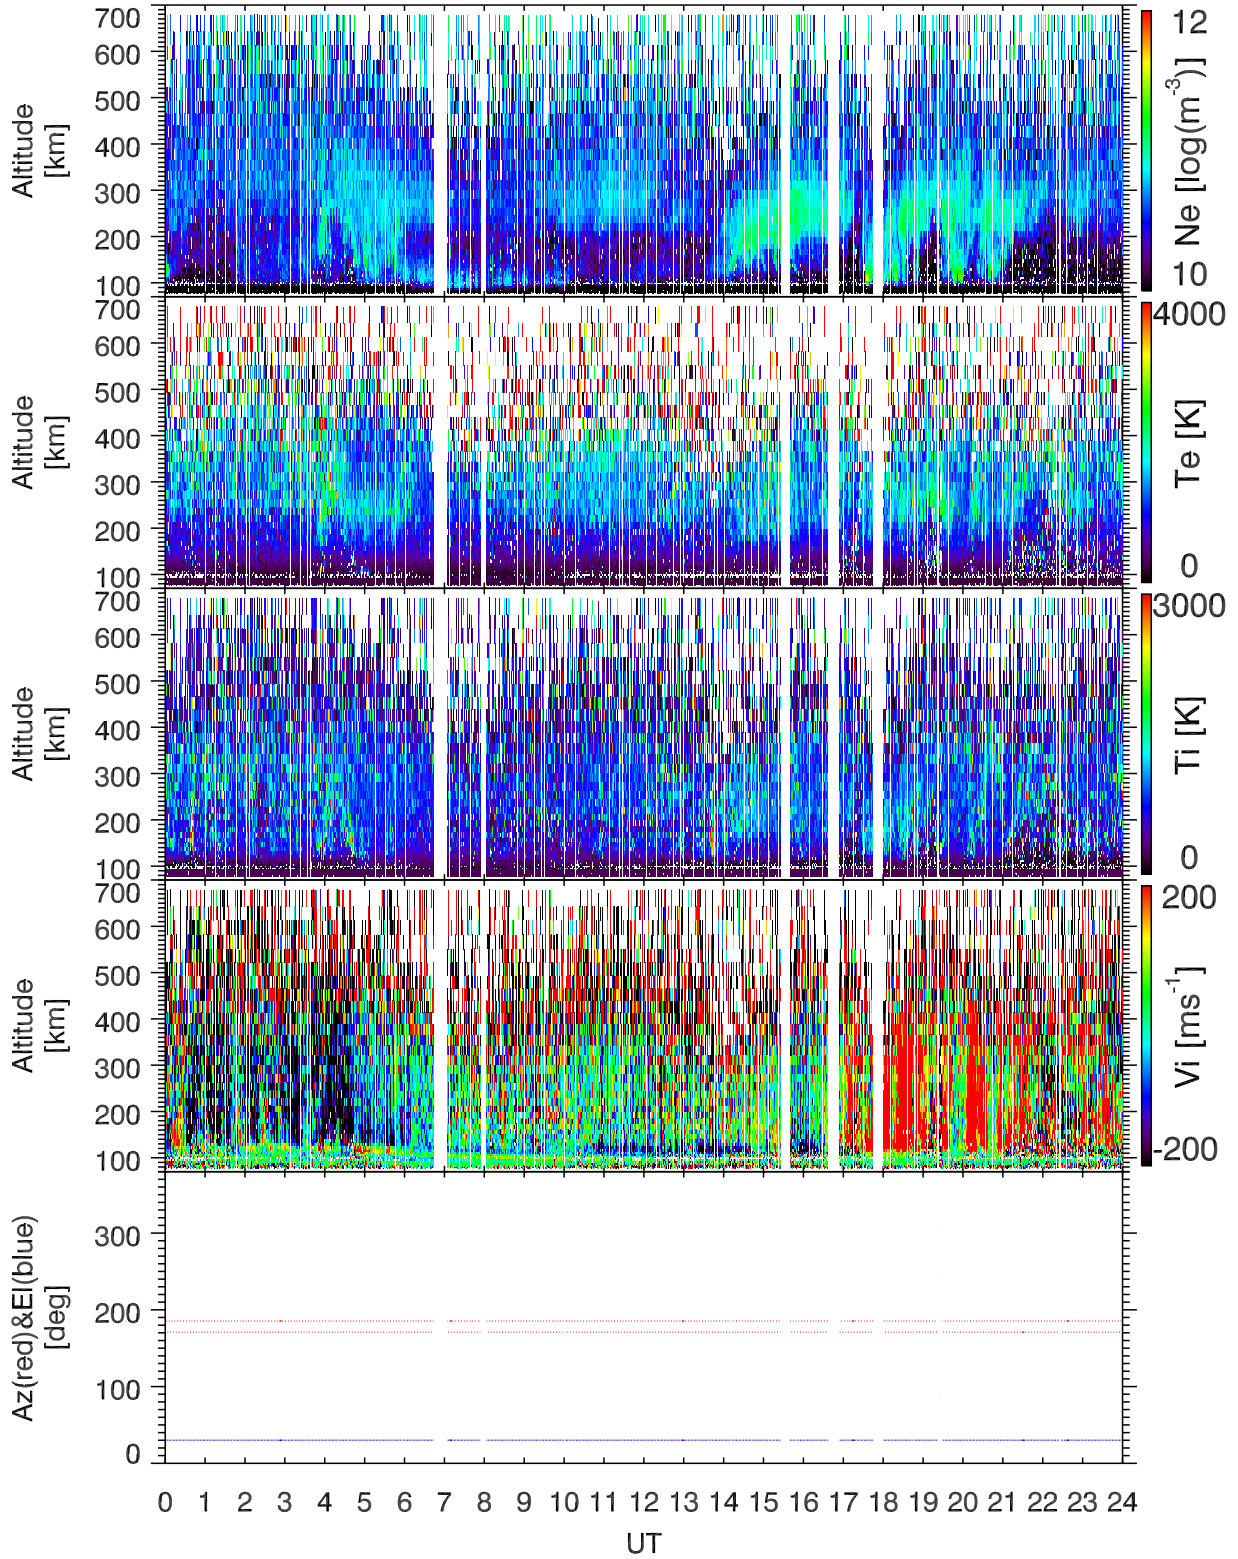 700
600
500
400
300
200
100
Altitude
[km]
12
10
Ne [log(m⁻³)]
700
600
500
400
300
200
100
Altitude
[km]
4000
0
Te [K]
700
600
500
400
300
200
100
Altitude
[km]
3000
0
Ti [K]
700
600
500
400
300
200
100
Altitude
[km]
200
-200
Vi [ms⁻¹]
300
200
100
0
Az(red)&El(blue)
[deg]
0 1 2 3 4 5 6 7 8 9 10 11 12 13 14 15 16 17 18 19 20 21 22 23 24
UT